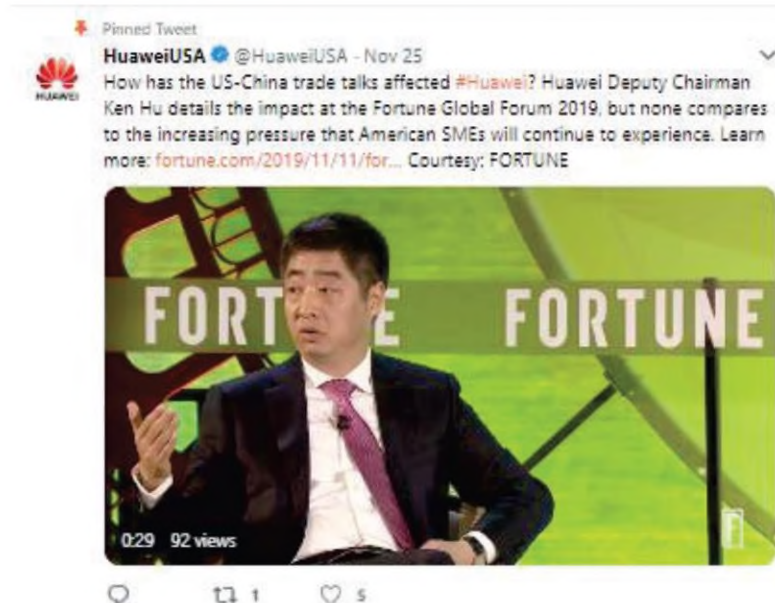 Pinned Tweet
HuaweiUSA @HuaweiUSA - Nov 25
How has the US-China trade talks affected #Huawei? Huawei Deputy Chairman
Ken Hu details the impact at the Fortune Global Forum 2019, but none compares
to the increasing pressure that American SMEs will continue to experience. Learn
more: fortune.com/2019/11/11/for... Courtesy: FORTUNE
HUAWEI
FORT E FORTUNE
0:29 92 views
F
1 5